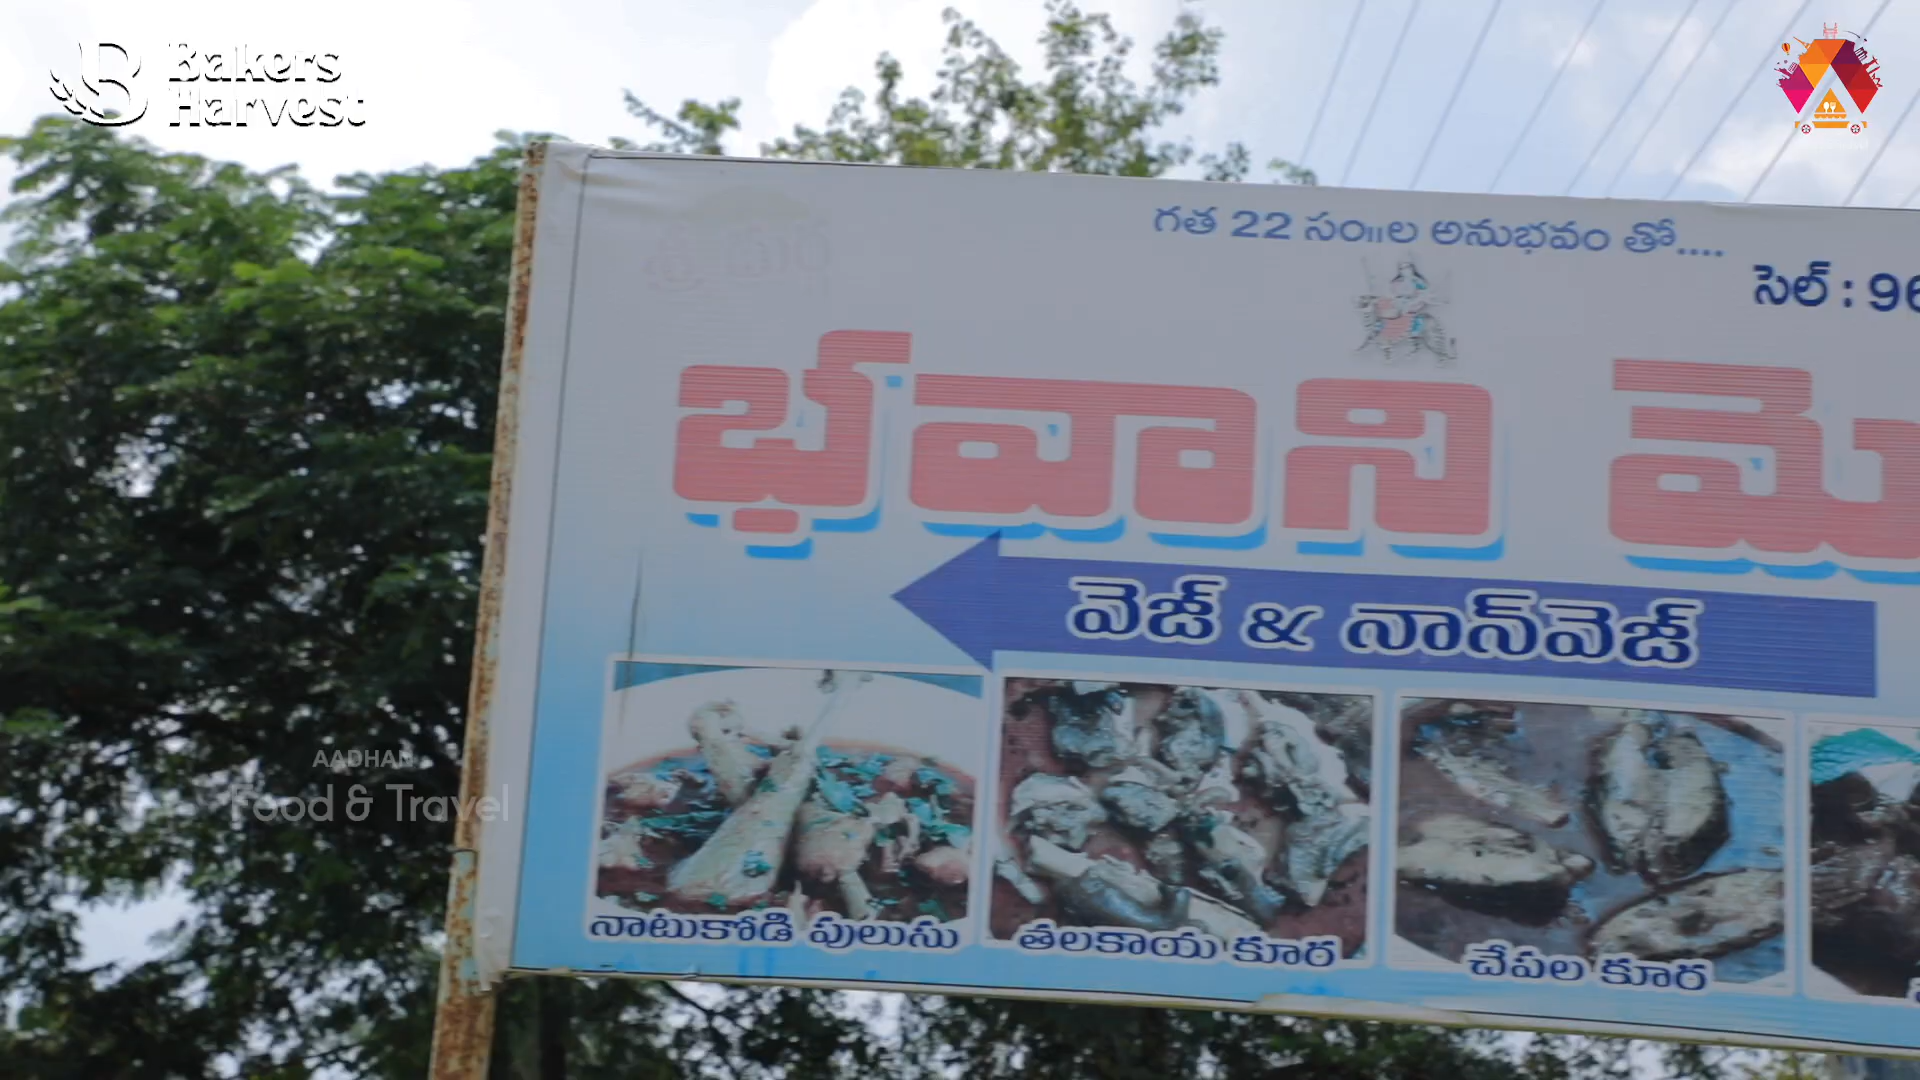 Bakers
Harvest
గత 22 సం॥ల అనుభవం తో....
సెల్ : 96
భవాని మె
వెజ్ & నాన్‌వెజ్
AADHAN
Food & Travel
నాటుకోడి పులుసు
తలకాయ కూర
చేపల కూర